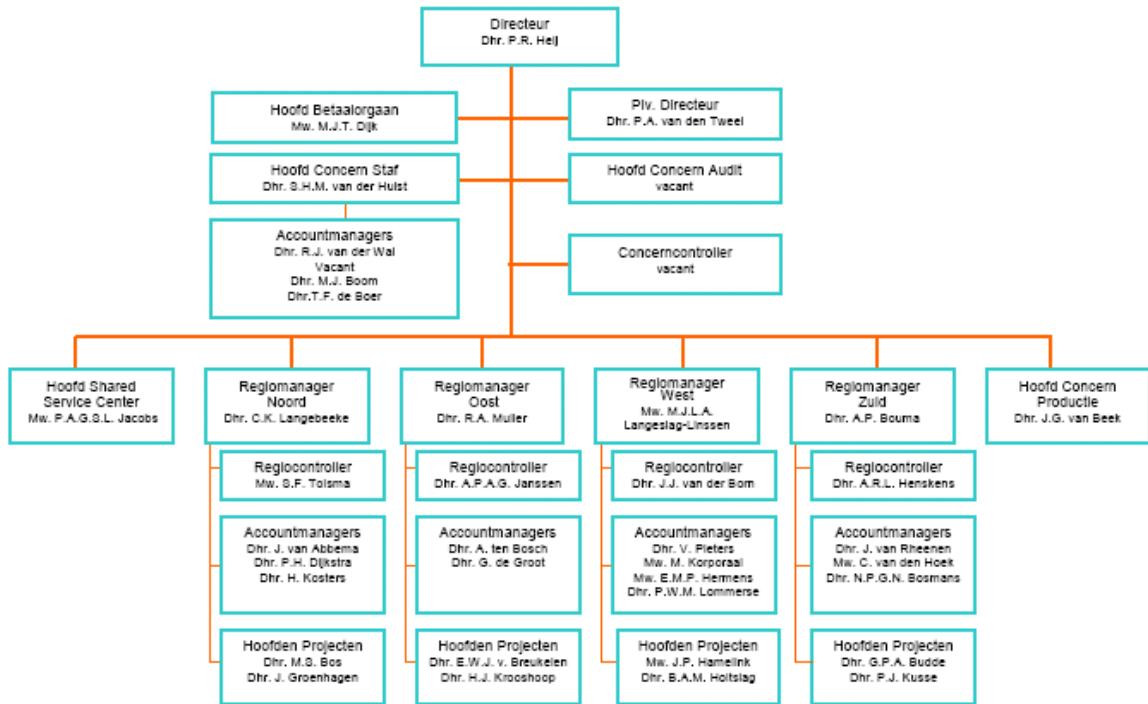 Directeur
Dhr. P.R. Heij
Hoofd Betaalorgaan
Mw. M.J.T. Dijk
Plv. Directeur
Dhr. P.A. van den Tweel
Hoofd Concern Staf
Dhr. S.H.M. van der Hulst
Hoofd Concern Audit
vacant
Accountmanagers
Dhr. R.J. van der Wal
Vacant
Dhr. M.J. Boom
Dhr.T.F. de Boer
Concerncontroller
vacant
Hoofd Shared
Service Center
Mw. P.A.G.S.L. Jacobs
Regiomanager
Noord
Dhr. C.K. Langebeeke
Regiomanager
Oost
Dhr. R.A. Muller
Regiomanager
West
Mw. M.J.L.A.
Langeslag-Linssen
Regiomanager
Zuid
Dhr. A.P. Bouma
Hoofd Concern
Productie
Dhr. J.G. van Beek
Regiocontroller
Mw. S.F. Tolsma
Regiocontroller
Dhr. A.P.A.G. Janssen
Regiocontroller
Dhr. J.J. van der Born
Regiocontroller
Dhr. A.R.L. Henskens
Accountmanagers
Dhr. J. van Abbema
Dhr. P.H. Dijkstra
Dhr. H. Kosters
Accountmanagers
Dhr. A. ten Bosch
Dhr. G. de Groot
Accountmanagers
Dhr. V. Pieters
Mw. M. Korporaal
Mw. E.M.P. Hermens
Dhr. P.W.M. Lommerse
Accountmanagers
Dhr. J. van Rheenen
Mw. C. van den Hoek
Dhr. N.P.G.N. Bosmans
Hoofden Projecten
Dhr. M.S. Bos
Dhr. J. Groenhagen
Hoofden Projecten
Dhr. E.W.J. v. Breukelen
Dhr. H.J. Krooshoop
Hoofden Projecten
Mw. J.P. Hamelink
Dhr. B.A.M. Holtslag
Hoofden Projecten
Dhr. G.P.A. Budde
Dhr. P.J. Kusse